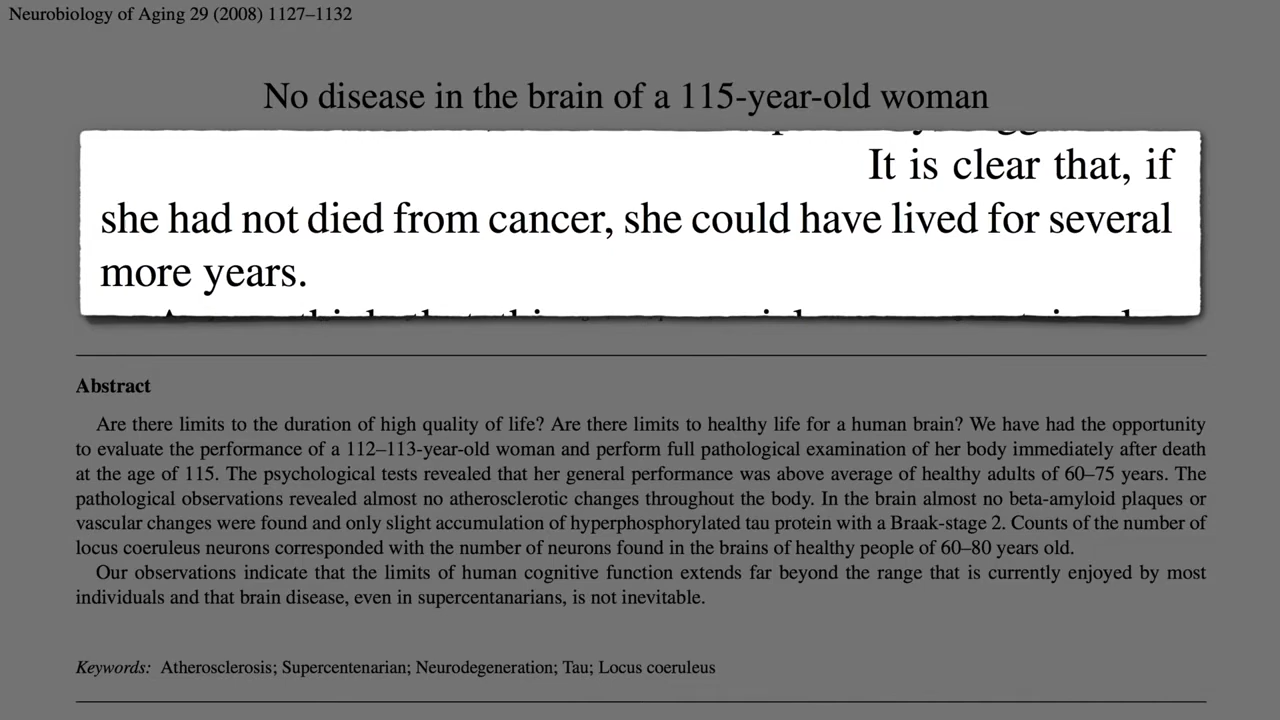 Neurobiology of Aging 29 (2008) 1127–1132
No disease in the brain of a 115-year-old woman
It is clear that, if
she had not died from cancer, she could have lived for several
more years.
Abstract
Are there limits to the duration of high quality of life? Are there limits to healthy life for a human brain? We have had the opportunity
to evaluate the performance of a 112–113-year-old woman and perform full pathological examination of her body immediately after death
at the age of 115. The psychological tests revealed that her general performance was above average of healthy adults of 60–75 years. The
pathological observations revealed almost no atherosclerotic changes throughout the body. In the brain almost no beta-amyloid plaques or
vascular changes were found and only slight accumulation of hyperphosphorylated tau protein with a Braak-stage 2. Counts of the number of
locus coeruleus neurons corresponded with the number of neurons found in the brains of healthy people of 60–80 years old.
Our observations indicate that the limits of human cognitive function extends far beyond the range that is currently enjoyed by most
individuals and that brain disease, even in supercentanarians, is not inevitable.
Keywords: Atherosclerosis; Supercentenarian; Neurodegeneration; Tau; Locus coeruleus